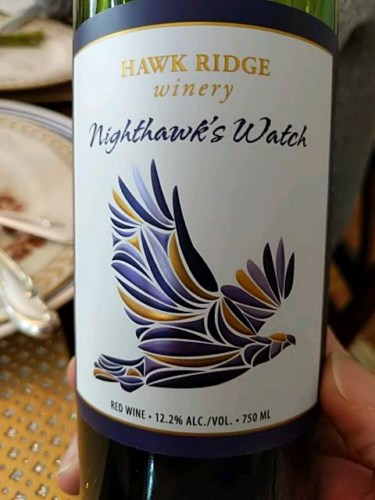 HAWK RIDGE
winery
Nighthawk's Watch
RED WINE • 12.2% ALC./VOL. • 750 ML